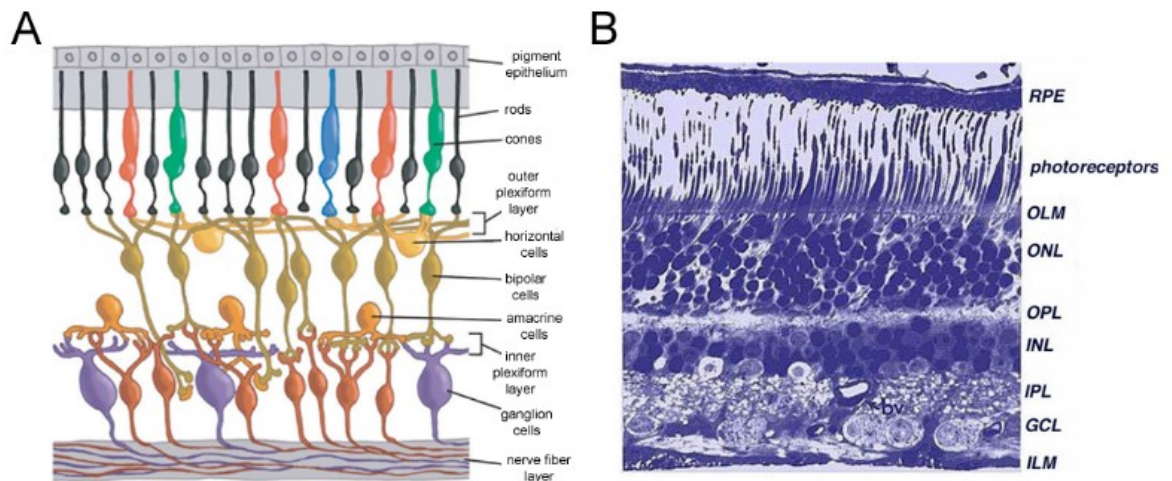 A
pigment
epithelium
rods
cones
outer
plexiform
layer
horizontal
cells
bipolar
cells
amacrine
cells
inner
plexiform
layer
ganglion
cells
nerve fiber
layer
B
RPE
photoreceptors
OLM
ONL
OPL
INL
IPL
bv
GCL
ILM